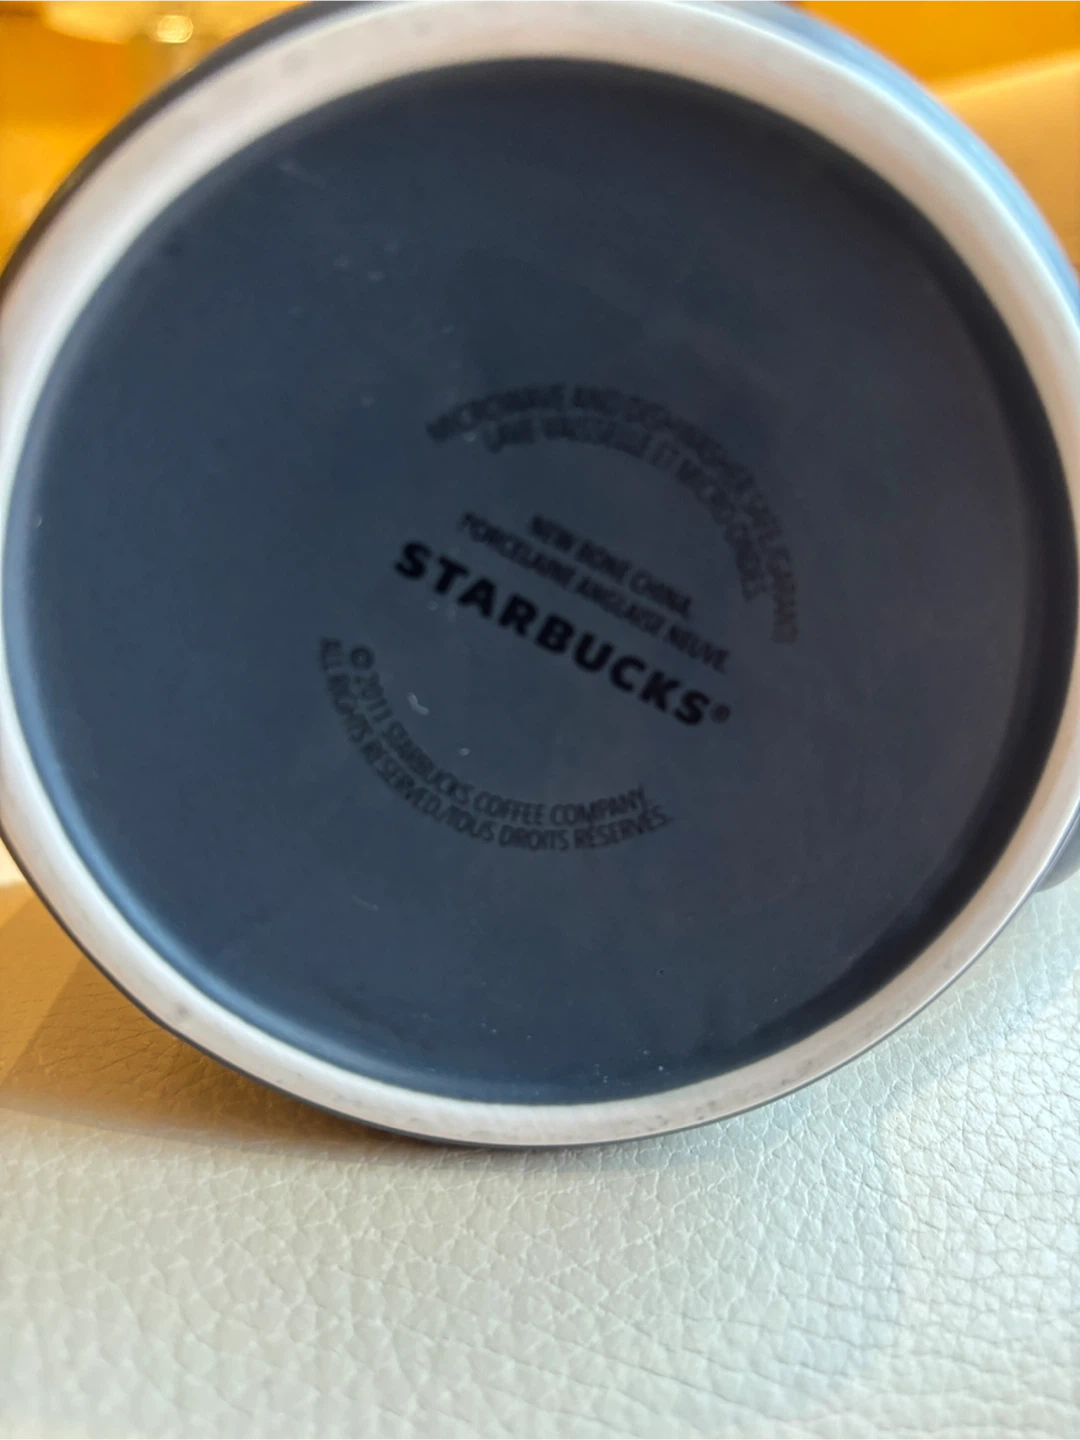 MICROWAVE AND DISHWASHER SAFE./GARANTI
LAVE VAISSELLE ET MICRO-ONDES
NEW BONE CHINA.
PORCELAINE ANGLAISE NEUVE.
STARBUCKS®
© 2011 STARBUCKS COFFEE COMPANY.
ALL RIGHTS RESERVED./TOUS DROITS RÉSERVÉS.